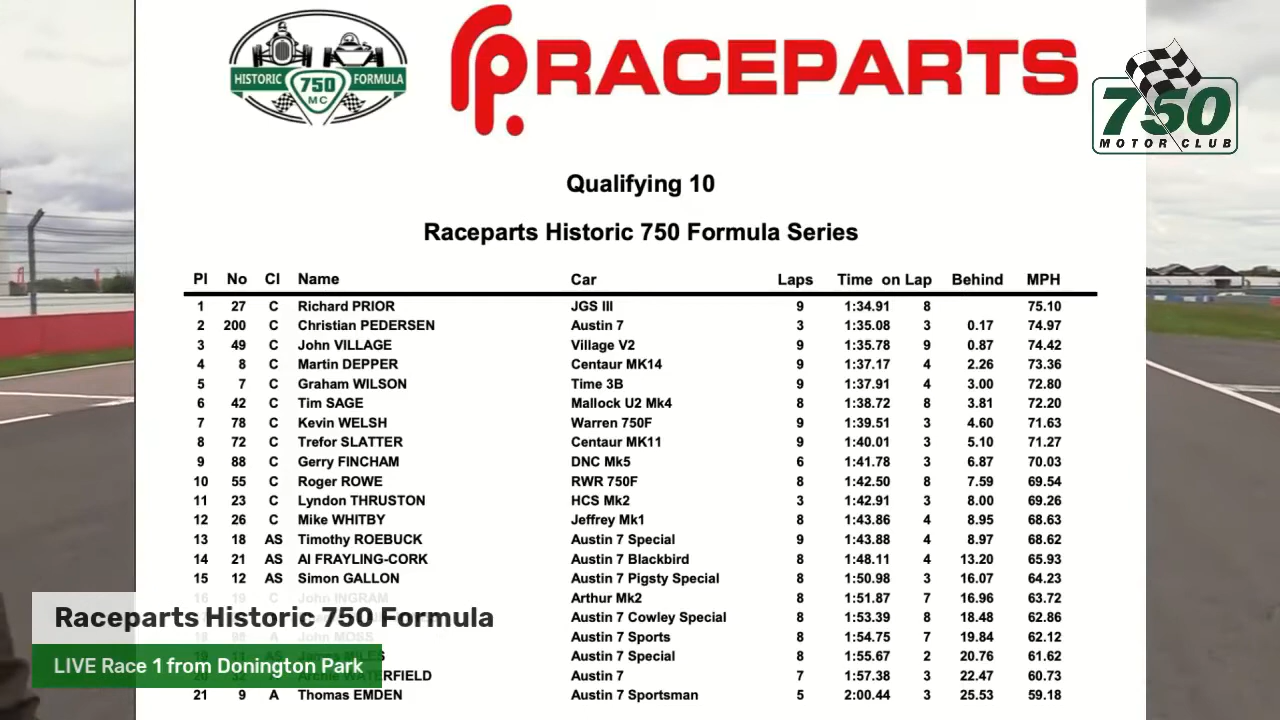 HISTORIC 750 FORMULA
MC
RACEPARTS
750
MOTOR CLUB
Qualifying 10
Raceparts Historic 750 Formula Series
Pl No Cl Name Car Laps Time on Lap Behind MPH
1 27 C Richard PRIOR JGS III 9 1:34.91 8 75.10
2 200 C Christian PEDERSEN Austin 7 3 1:35.08 3 0.17 74.97
3 49 C John VILLAGE Village V2 9 1:35.78 9 0.87 74.42
4 8 C Martin DEPPER Centaur MK14 9 1:37.17 4 2.26 73.36
5 7 C Graham WILSON Time 3B 9 1:37.91 4 3.00 72.80
6 42 C Tim SAGE Mallock U2 Mk4 8 1:38.72 8 3.81 72.20
7 78 C Kevin WELSH Warren 750F 9 1:39.51 3 4.60 71.63
8 72 C Trefor SLATTER Centaur MK11 9 1:40.01 3 5.10 71.27
9 88 C Gerry FINCHAM DNC Mk5 6 1:41.78 3 6.87 70.03
10 55 C Roger ROWE RWR 750F 8 1:42.50 8 7.59 69.54
11 23 C Lyndon THRUSTON HCS Mk2 3 1:42.91 3 8.00 69.26
12 26 C Mike WHITBY Jeffrey Mk1 8 1:43.86 4 8.95 68.63
13 18 AS Timothy ROEBUCK Austin 7 Special 9 1:43.88 4 8.97 68.62
14 21 AS Al FRAYLING-CORK Austin 7 Blackbird 8 1:48.11 4 13.20 65.93
15 12 AS Simon GALLON Austin 7 Pigsty Special 8 1:50.98 3 16.07 64.23
16 19 C John INGRAM Arthur Mk2 8 1:51.87 7 16.96 63.72
Austin 7 Cowley Special 8 1:53.39 8 18.48 62.86
18 98 A John MOSS Austin 7 Sports 8 1:54.75 7 19.84 62.12
19 11 AS James MILES Austin 7 Special 8 1:55.67 2 20.76 61.62
20 Archie WATERFIELD Austin 7 7 1:57.38 3 22.47 60.73
21 9 A Thomas EMDEN Austin 7 Sportsman 5 2:00.44 3 25.53 59.18
Raceparts Historic 750 Formula
LIVE Race 1 from Donington Park